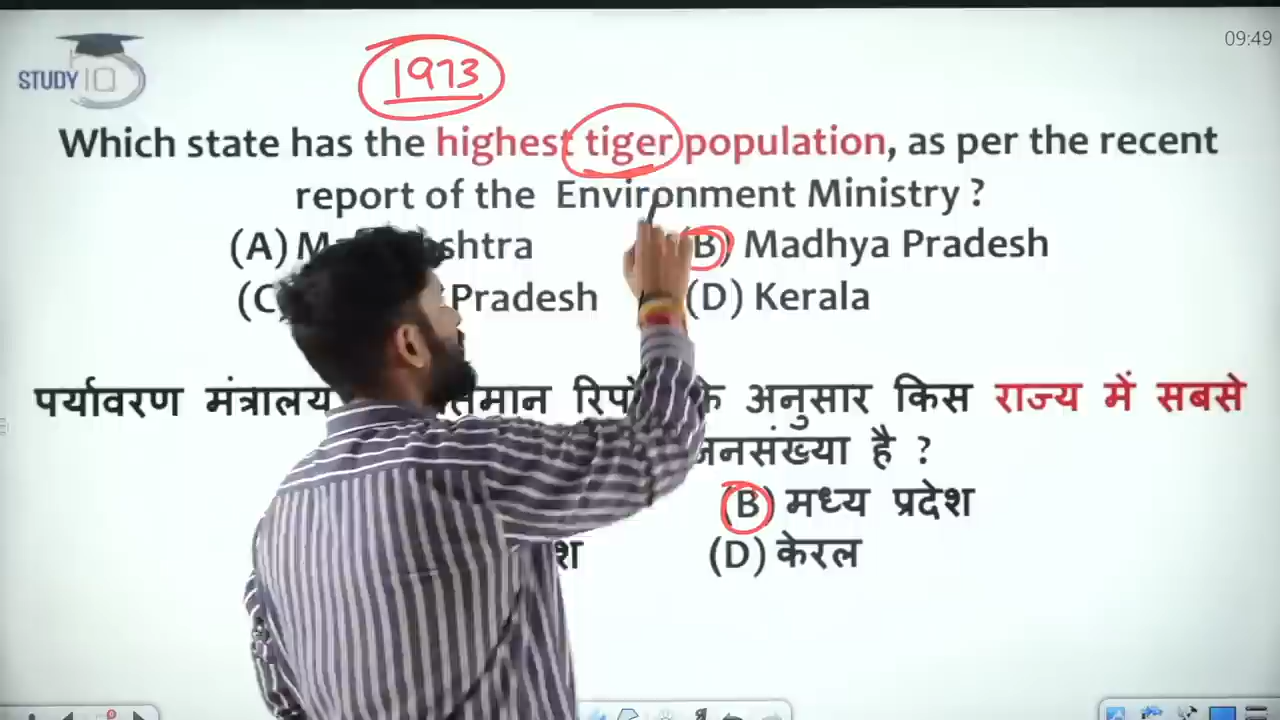 STUDY IQ
09:49
1973
Which state has the highest tiger population, as per the recent
report of the Environment Ministry ?
(A) (B) Madhya Pradesh
Pradesh (D) Kerala
पर्यावरण मंत्रालय के अनुसार किस राज्य में सबसे
जनसंख्या है ?
(B) मध्य प्रदेश
(D) केरल